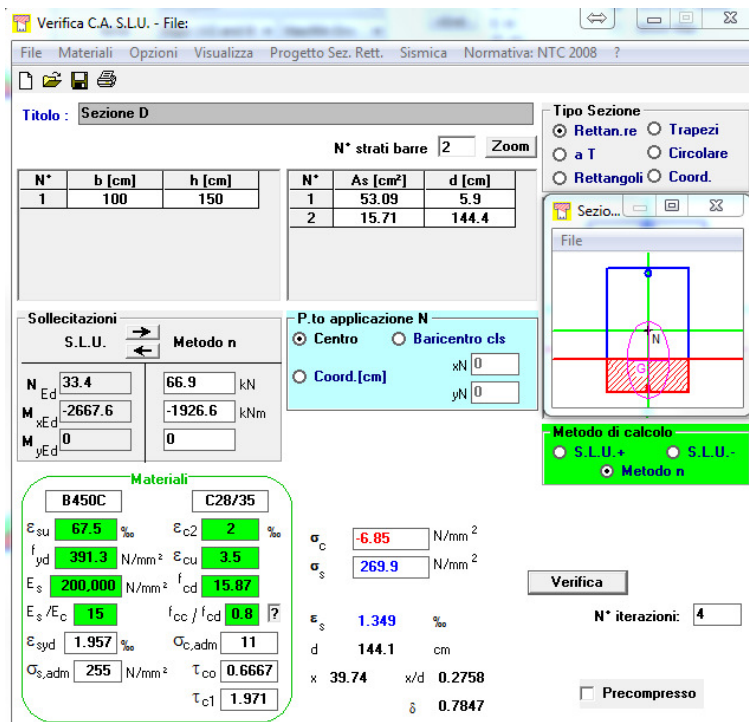 Verifica C.A. S.L.U. - File:
File Materiali Opzioni Visualizza Progetto Sez. Rett. Sismica Normativa: NTC 2008 ?
Titolo : Sezione D
N° strati barre 2 Zoom
N° b [cm] h [cm]
1 100 150
N° As [cm²] d [cm]
1 53.09 5.9
2 15.71 144.4
Tipo Sezione
Rettan.re Trapezi
a T Circolare
Rettangoli Coord.
Sezio...
File
N
G
Sollecitazioni
S.L.U. Metodo n
N Ed 33.4 66.9 kN
M xEd -2667.6 -1926.6 kNm
M yEd 0 0
P.to applicazione N
Centro Baricentro cls
Coord.[cm] xN 0
yN 0
Metodo di calcolo
S.L.U.+ S.L.U.-
Metodo n
Materiali
B450C C28/35
εsu 67.5 ‰ εc2 2 ‰
fyd 391.3 N/mm² εcu 3.5
Es 200,000 N/mm² fcd 15.87
Es/Ec 15 fcc / fcd 0.8 ?
εsyd 1.957 ‰ σc,adm 11
σs,adm 255 N/mm² τco 0.6667
τc1 1.971
σc -6.85 N/mm²
σs 269.9 N/mm²
εs 1.349 ‰
d 144.1 cm
x 39.74 x/d 0.2758
δ 0.7847
Verifica
N° iterazioni: 4
Precompresso